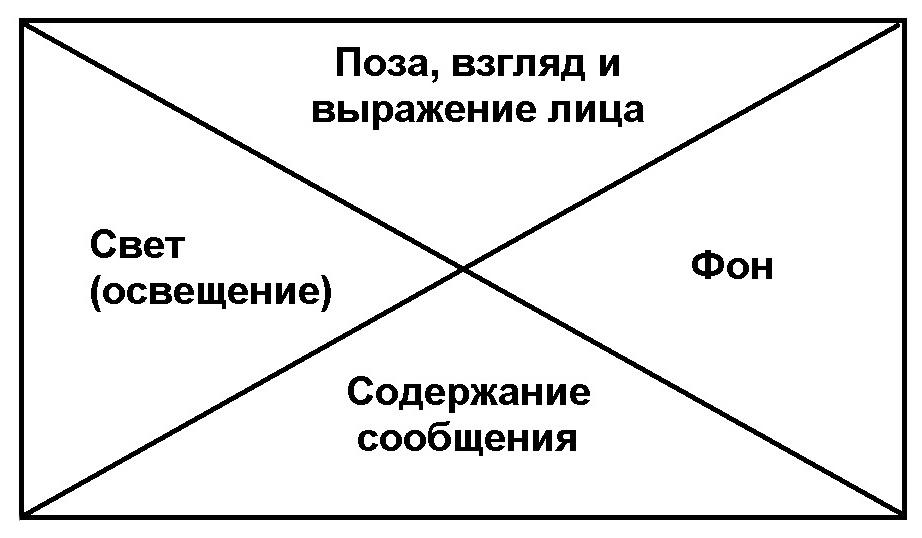 Поза, взгляд и
выражение лица
Свет
(освещение)
Фон
Содержание
сообщения